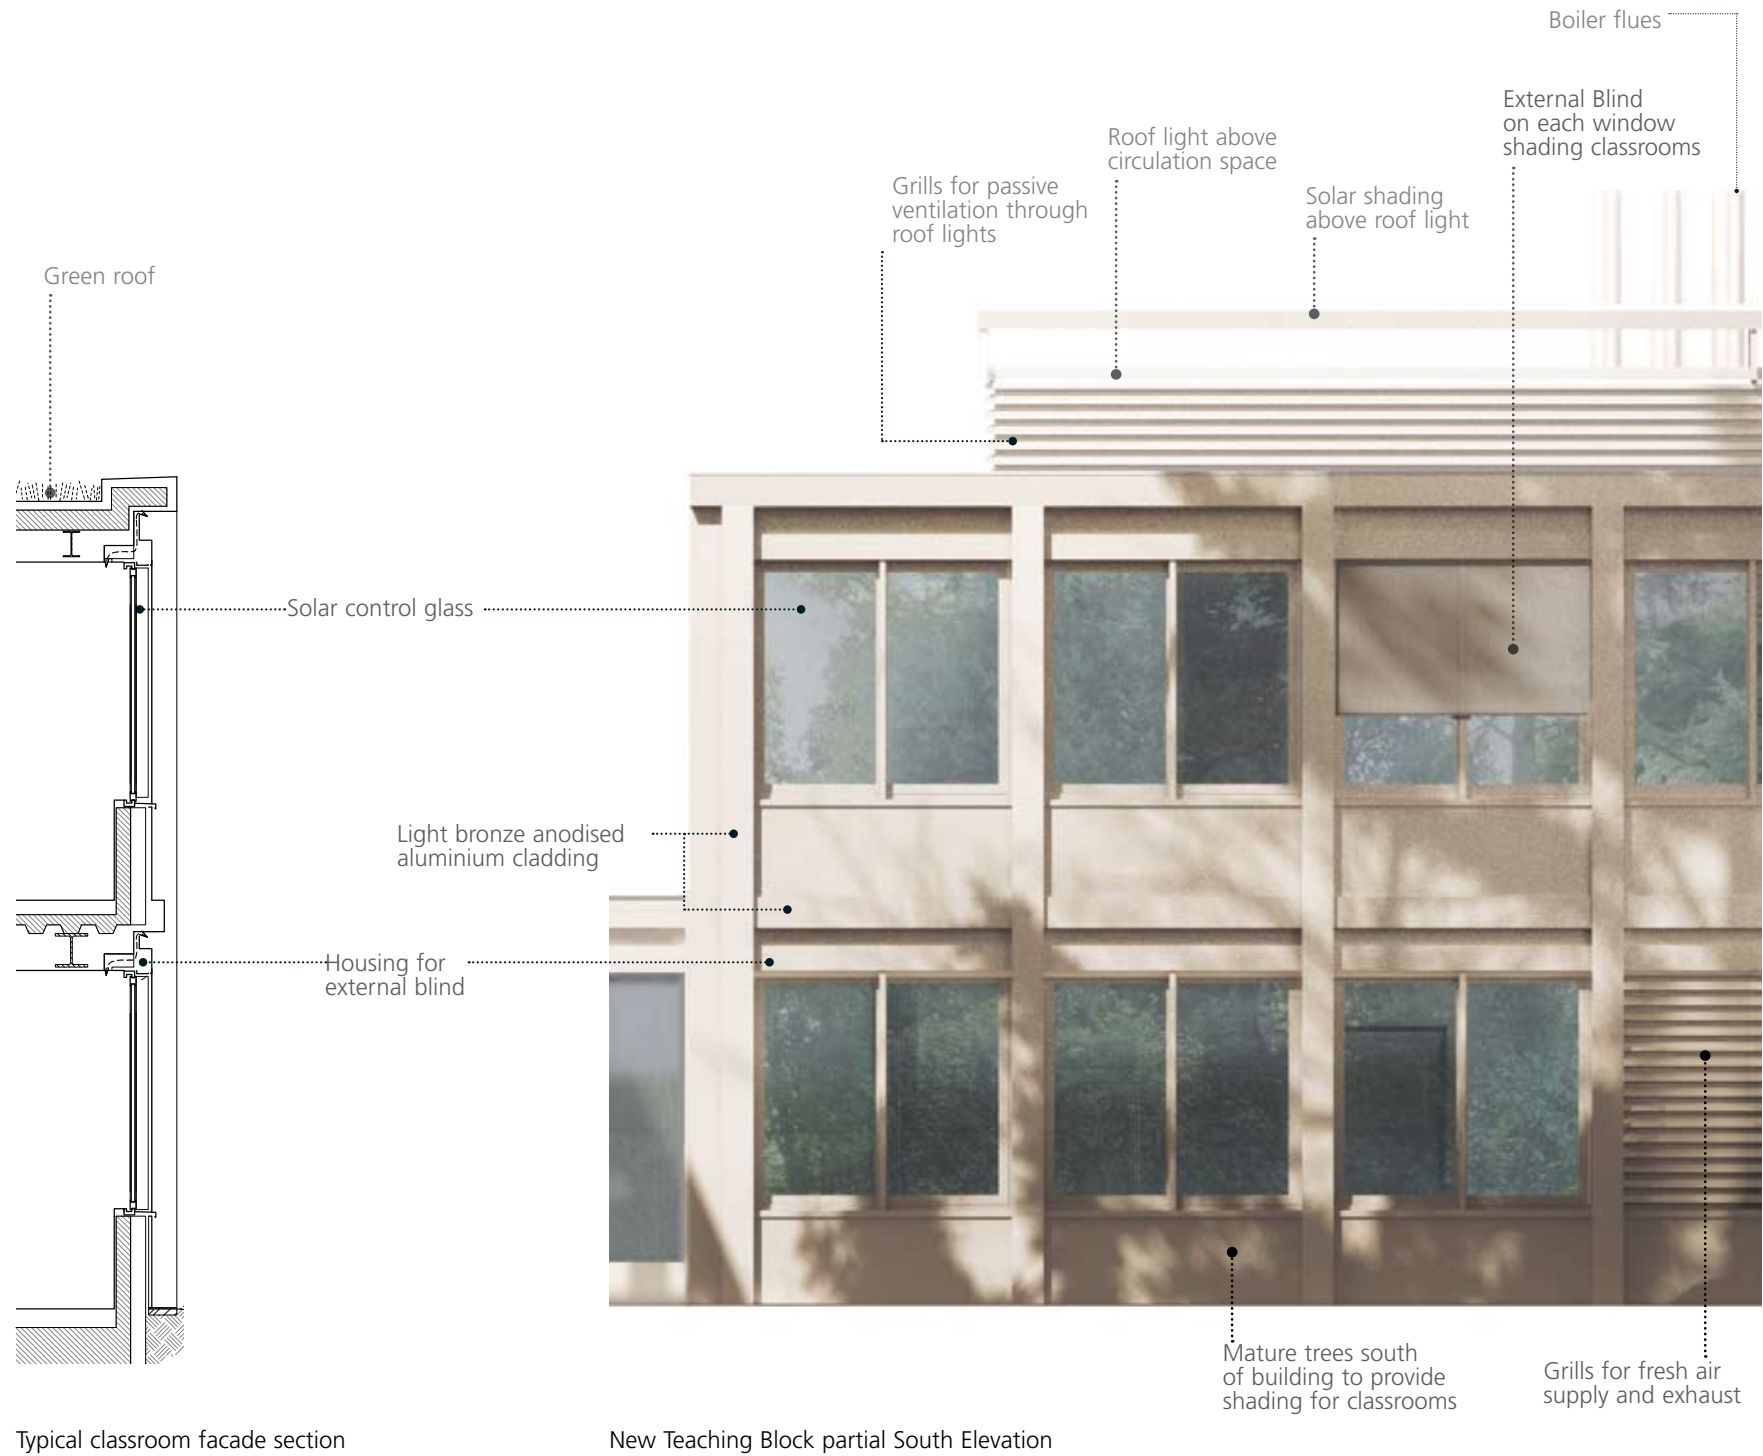 Boiler flues
External Blind
on each window
shading classrooms
Roof light above
circulation space
Grills for passive
ventilation through
roof lights
Solar shading
above roof light
Green roof
Solar control glass
Light bronze anodised
aluminium cladding
Housing for
external blind
Mature trees south
of building to provide
shading for classrooms
Grills for fresh air
supply and exhaust
Typical classroom facade section
New Teaching Block partial South Elevation